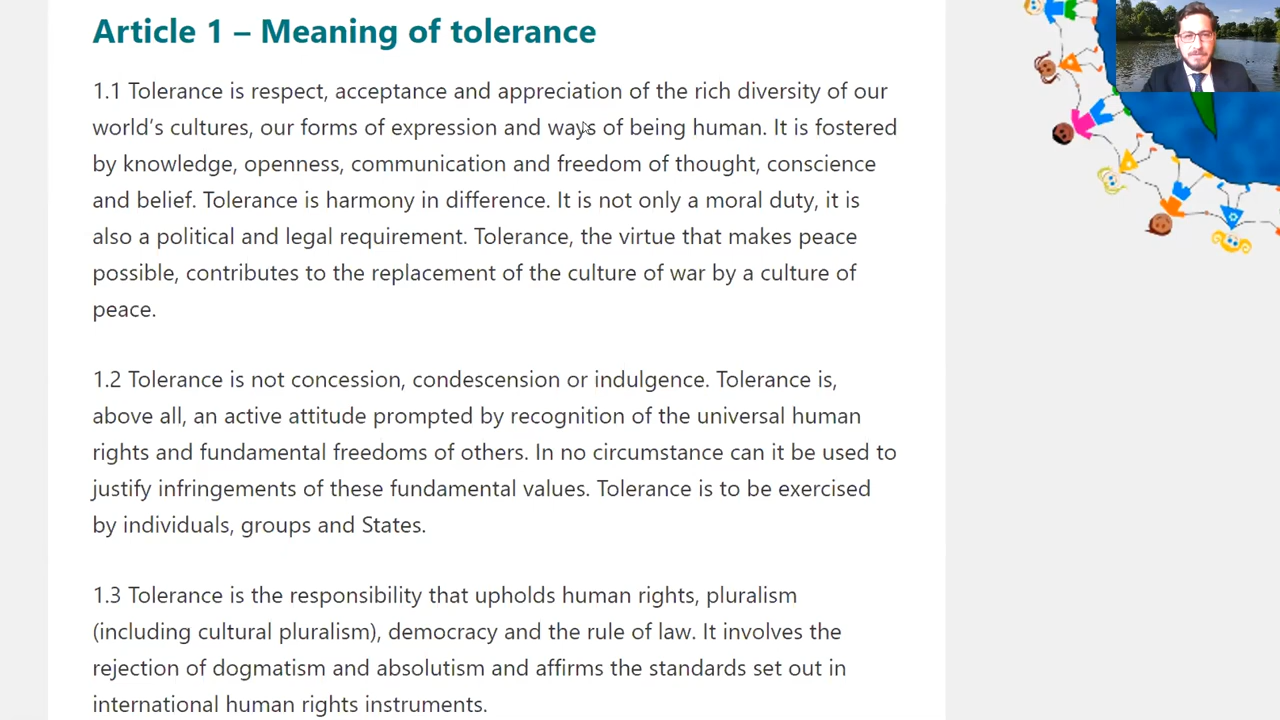 Article 1 – Meaning of tolerance
1.1 Tolerance is respect, acceptance and appreciation of the rich diversity of our
world's cultures, our forms of expression and ways of being human. It is fostered
by knowledge, openness, communication and freedom of thought, conscience
and belief. Tolerance is harmony in difference. It is not only a moral duty, it is
also a political and legal requirement. Tolerance, the virtue that makes peace
possible, contributes to the replacement of the culture of war by a culture of
peace.
1.2 Tolerance is not concession, condescension or indulgence. Tolerance is,
above all, an active attitude prompted by recognition of the universal human
rights and fundamental freedoms of others. In no circumstance can it be used to
justify infringements of these fundamental values. Tolerance is to be exercised
by individuals, groups and States.
1.3 Tolerance is the responsibility that upholds human rights, pluralism
(including cultural pluralism), democracy and the rule of law. It involves the
rejection of dogmatism and absolutism and affirms the standards set out in
international human rights instruments.